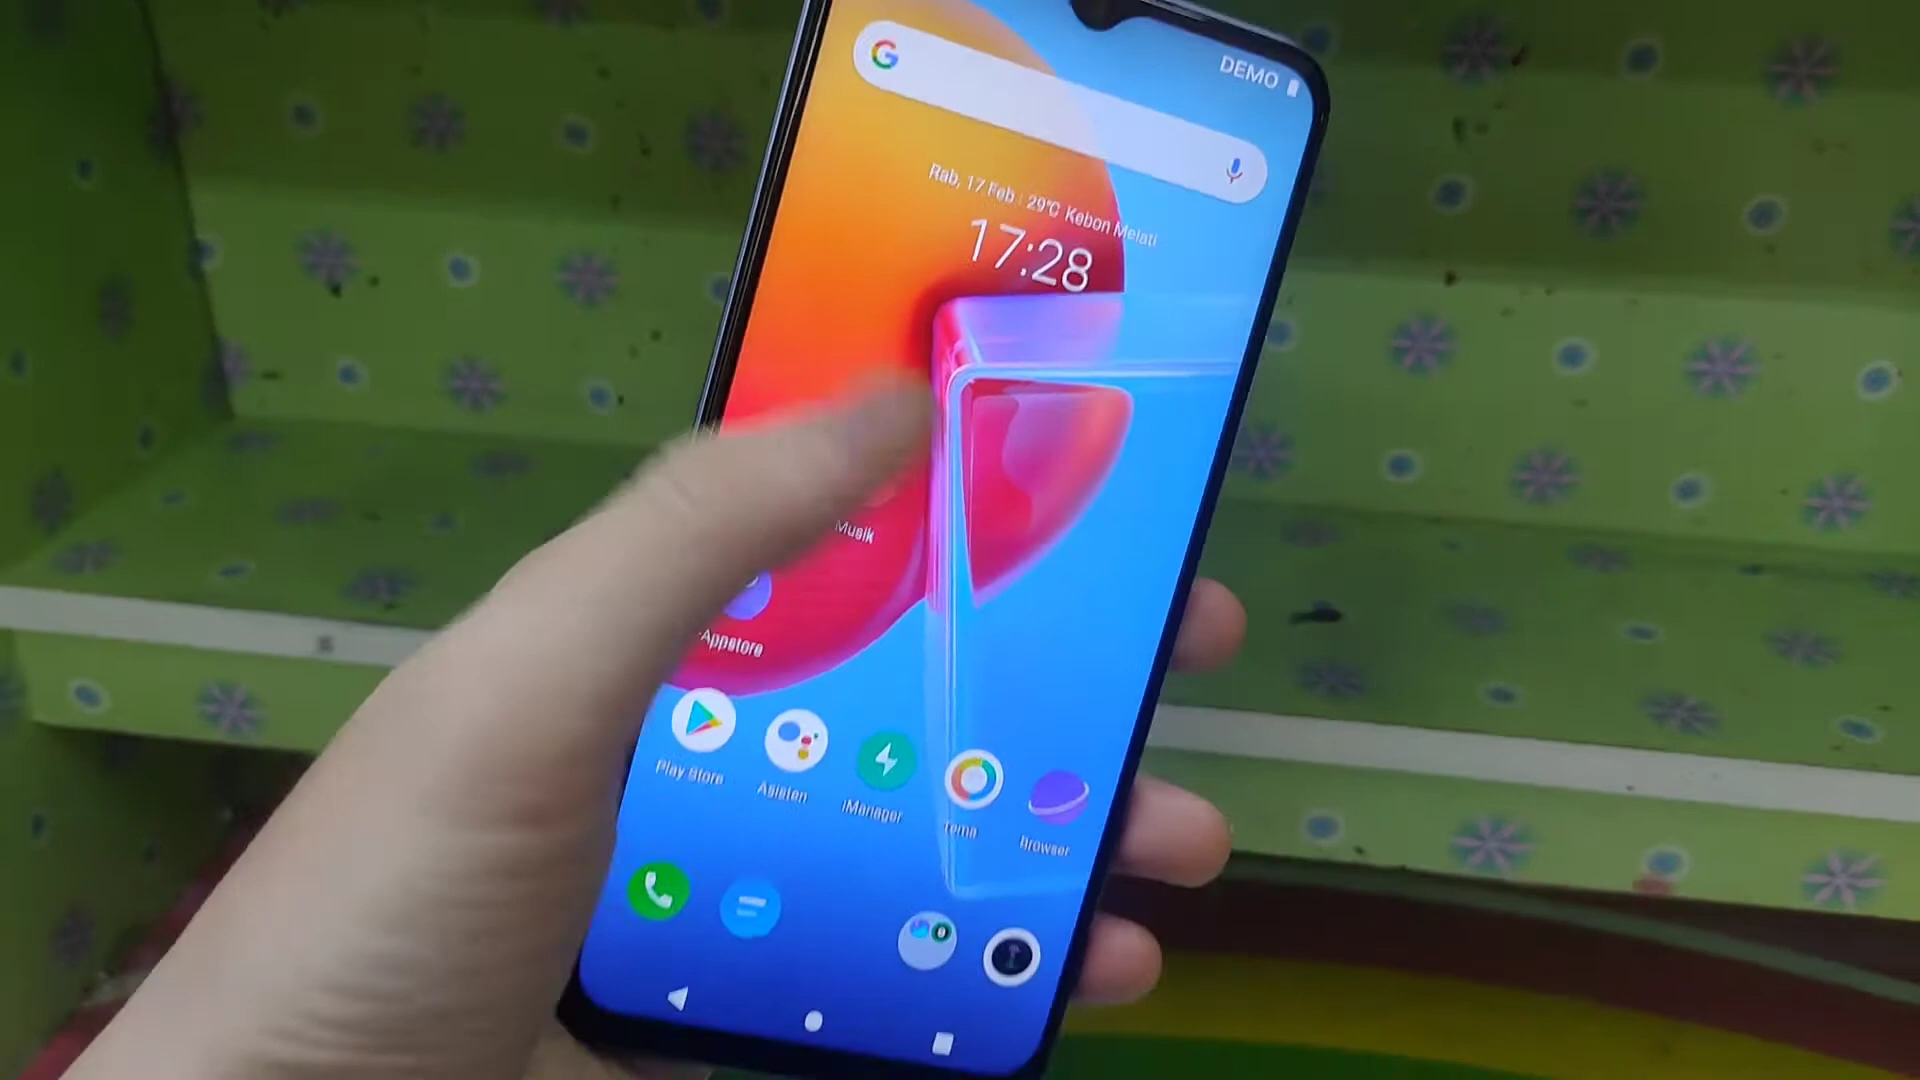 DEMO
Rab, 17 Feb 29°C Kebon Melati
17:28
Musik
-Appstore
Play Store
Asisten
iManager
Tema
Browser